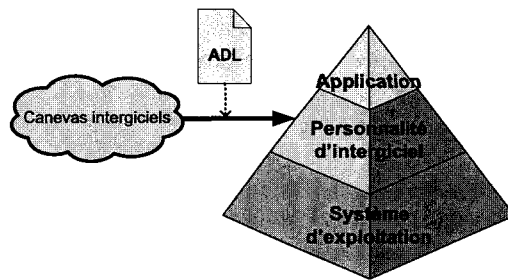 ADL
Application
Canevas intergiciels
Personnalité
d'intergiciel
Système
d'exploitation